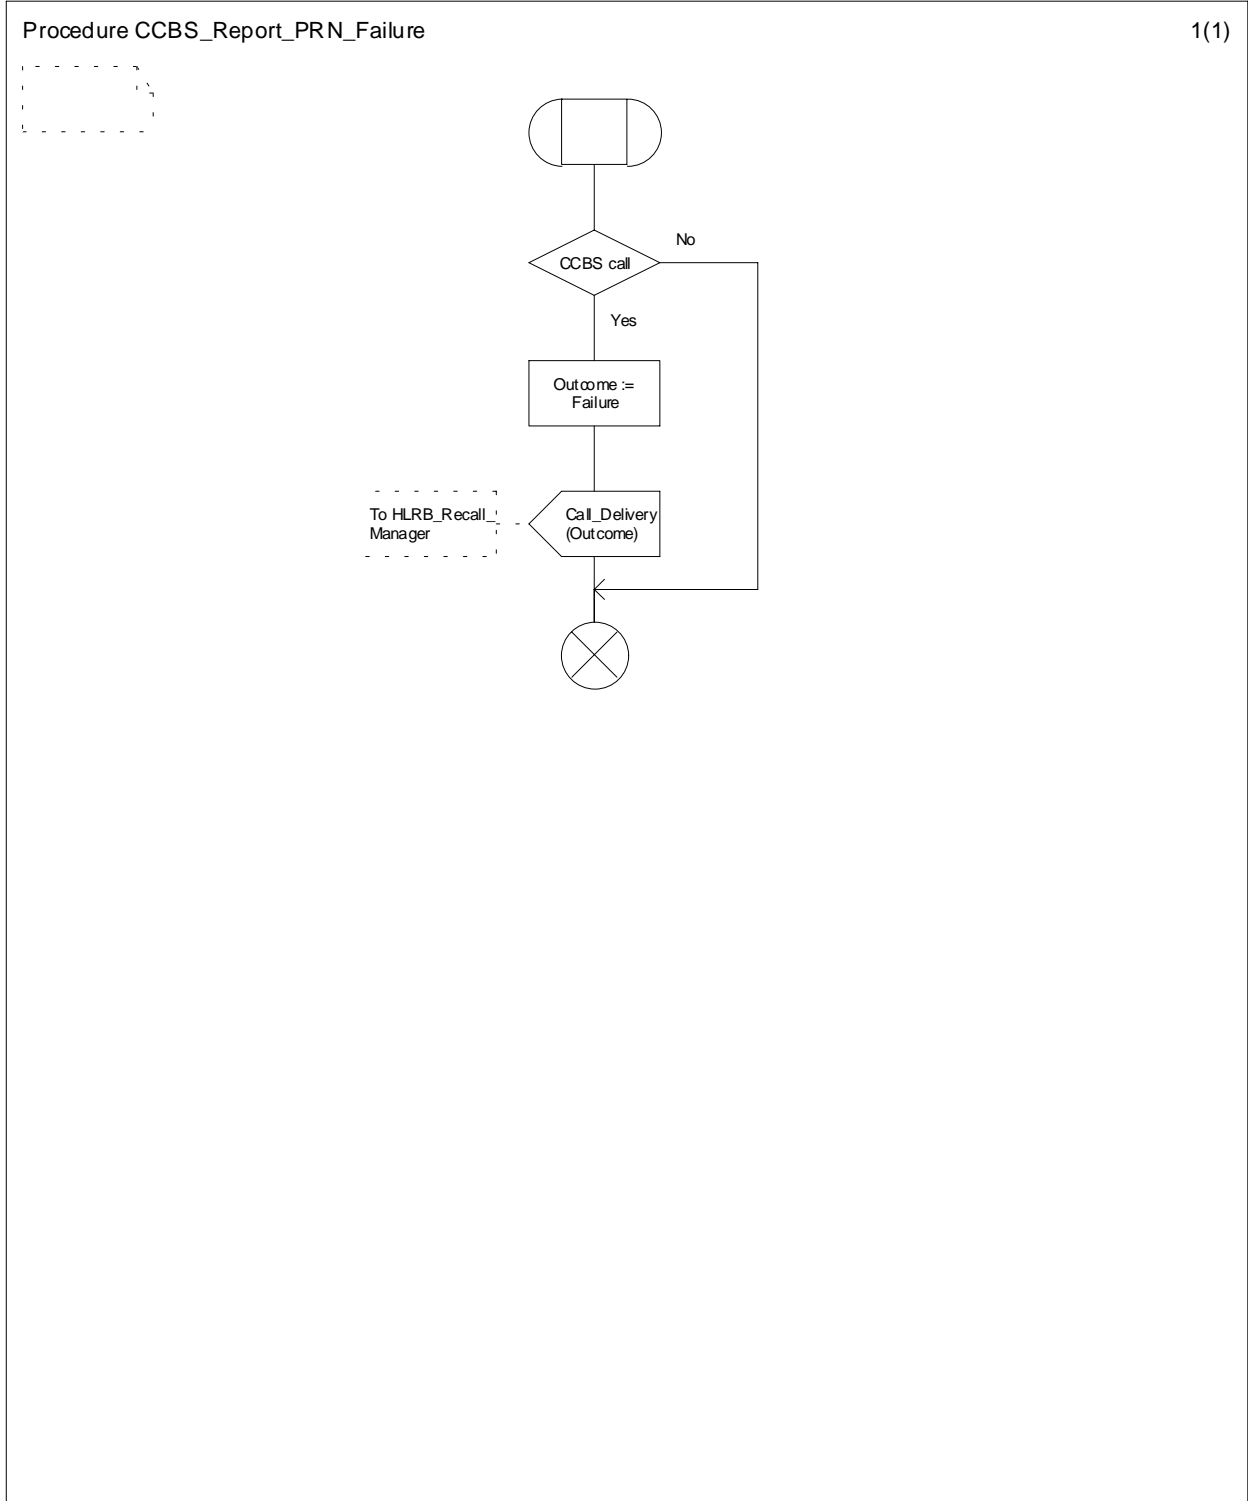 Procedure CCBS_Report_PRN_Failure
1(1)
No
CCBS call
Yes
Outcome :=
Failure
To HLRB_Recall_
Manager
Call_Delivery
(Outcome)